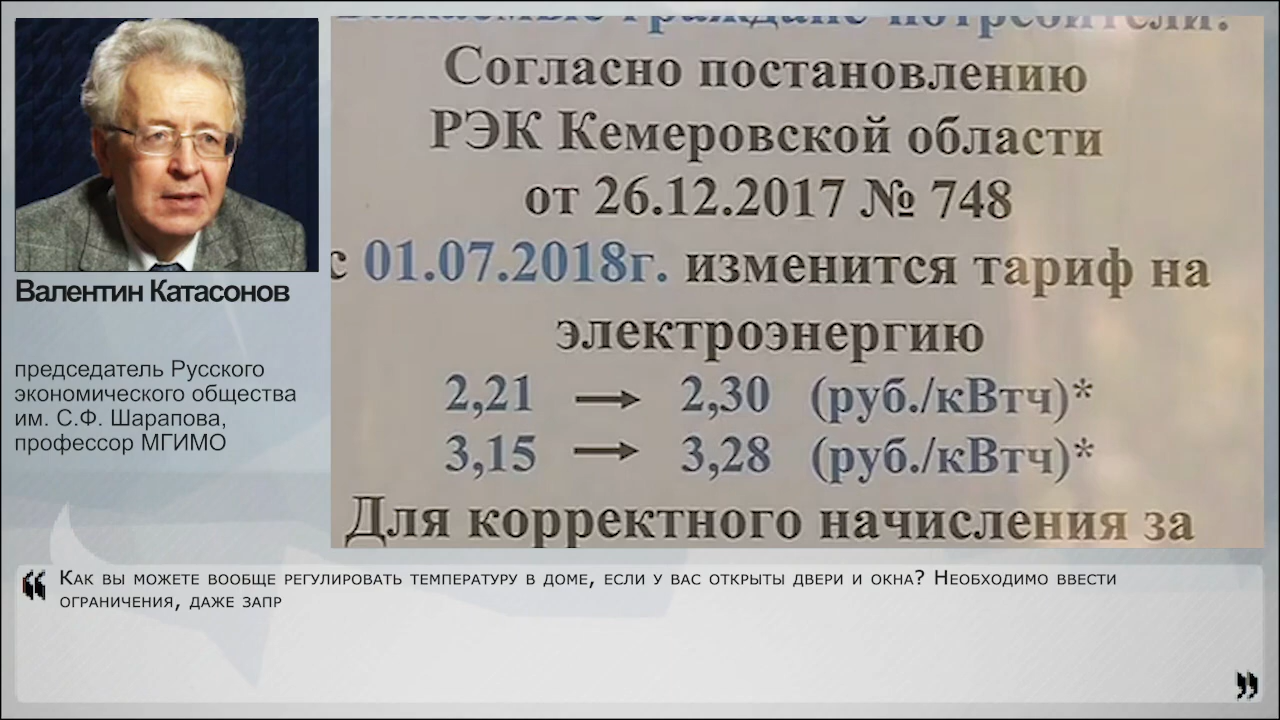 Валентин Катасонов
председатель Русского
экономического общества
им. С.Ф. Шарапова,
профессор МГИМО
граждане потребители!
Согласно постановлению
РЭК Кемеровской области
от 26.12.2017 № 748
с 01.07.2018г. изменится тариф на
электроэнергию
2,21 → 2,30 (руб./кВтч)*
3,15 → 3,28 (руб./кВтч)*
Для корректного начисления за
“ Как вы можете вообще регулировать температуру в доме, если у вас открыты двери и окна? Необходимо ввести
ограничения, даже запр
”